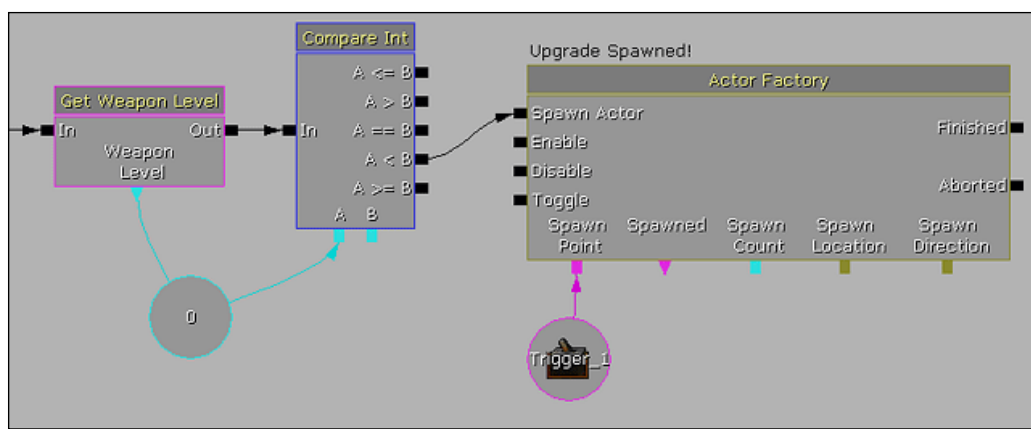 Compare Int
Upgrade Spawned!
Actor Factory
Get Weapon Level
In
Out
Weapon
Level
In
A <= B
A > B
A == B
A < B
A >= B
A B
Spawn Actor
Enable
Disable
Toggle
Finished
Aborted
Spawn Point
Spawned
Spawn Count
Spawn Location
Spawn Direction
0
Trigger_1